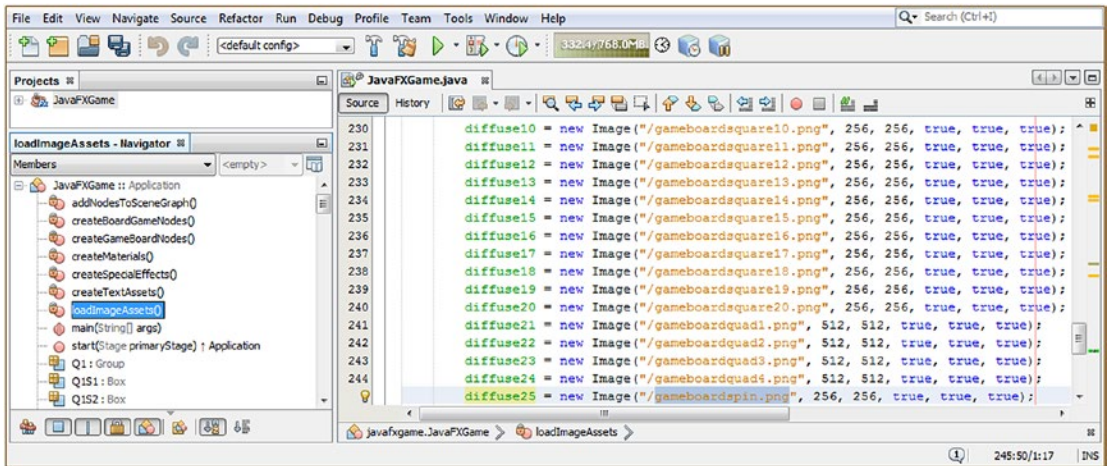 File Edit View Navigate Source Refactor Run Debug Profile Team Tools Window Help
Search (Ctrl+I)
<default config>
332.4/768.0MB
Projects
JavaFXGame
loadImageAssets - Navigator
Members
<empty>
JavaFXGame :: Application
addNodesToSceneGraph()
createBoardGameNodes()
createGameBoardNodes()
createMaterials()
createSpecialEffects()
createTextAssets()
loadImageAssets()
main(String[] args)
start(Stage primaryStage) ↑ Application
Q1 : Group
Q1S1 : Box
Q1S2 : Box
JavaFXGame.java
Source History
230 diffuse10 = new Image("/gameboardsquare10.png", 256, 256, true, true, true);
231 diffuse11 = new Image("/gameboardsquare11.png", 256, 256, true, true, true);
232 diffuse12 = new Image("/gameboardsquare12.png", 256, 256, true, true, true);
233 diffuse13 = new Image("/gameboardsquare13.png", 256, 256, true, true, true);
234 diffuse14 = new Image("/gameboardsquare14.png", 256, 256, true, true, true);
235 diffuse15 = new Image("/gameboardsquare15.png", 256, 256, true, true, true);
236 diffuse16 = new Image("/gameboardsquare16.png", 256, 256, true, true, true);
237 diffuse17 = new Image("/gameboardsquare17.png", 256, 256, true, true, true);
238 diffuse18 = new Image("/gameboardsquare18.png", 256, 256, true, true, true);
239 diffuse19 = new Image("/gameboardsquare19.png", 256, 256, true, true, true);
240 diffuse20 = new Image("/gameboardsquare20.png", 256, 256, true, true, true);
241 diffuse21 = new Image("/gameboardquad1.png", 512, 512, true, true, true);
242 diffuse22 = new Image("/gameboardquad2.png", 512, 512, true, true, true);
243 diffuse23 = new Image("/gameboardquad3.png", 512, 512, true, true, true);
244 diffuse24 = new Image("/gameboardquad4.png", 512, 512, true, true, true);
diffuse25 = new Image("/gameboardspin.png", 256, 256, true, true, true);
javafxgame.JavaFXGame > loadImageAssets >
1 245:50/1:17 INS